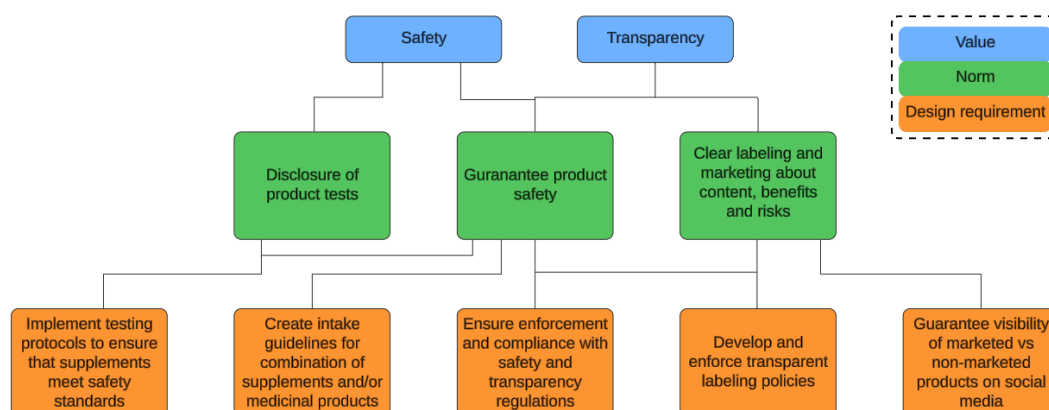 Safety
Transparency
Value
Norm
Design requirement
Disclosure of
product tests
Guranantee product
safety
Clear labeling and
marketing about
content, benefits
and risks
Implement testing
protocols to ensure
that supplements
meet safety
standards
Create intake
guidelines for
combination of
supplements and/or
medicinal products
Ensure enforcement
and compliance with
safety and
transparency
regulations
Develop and
enforce transparent
labeling policies
Guarantee visibility
of marketed vs
non-marketed
products on social
media